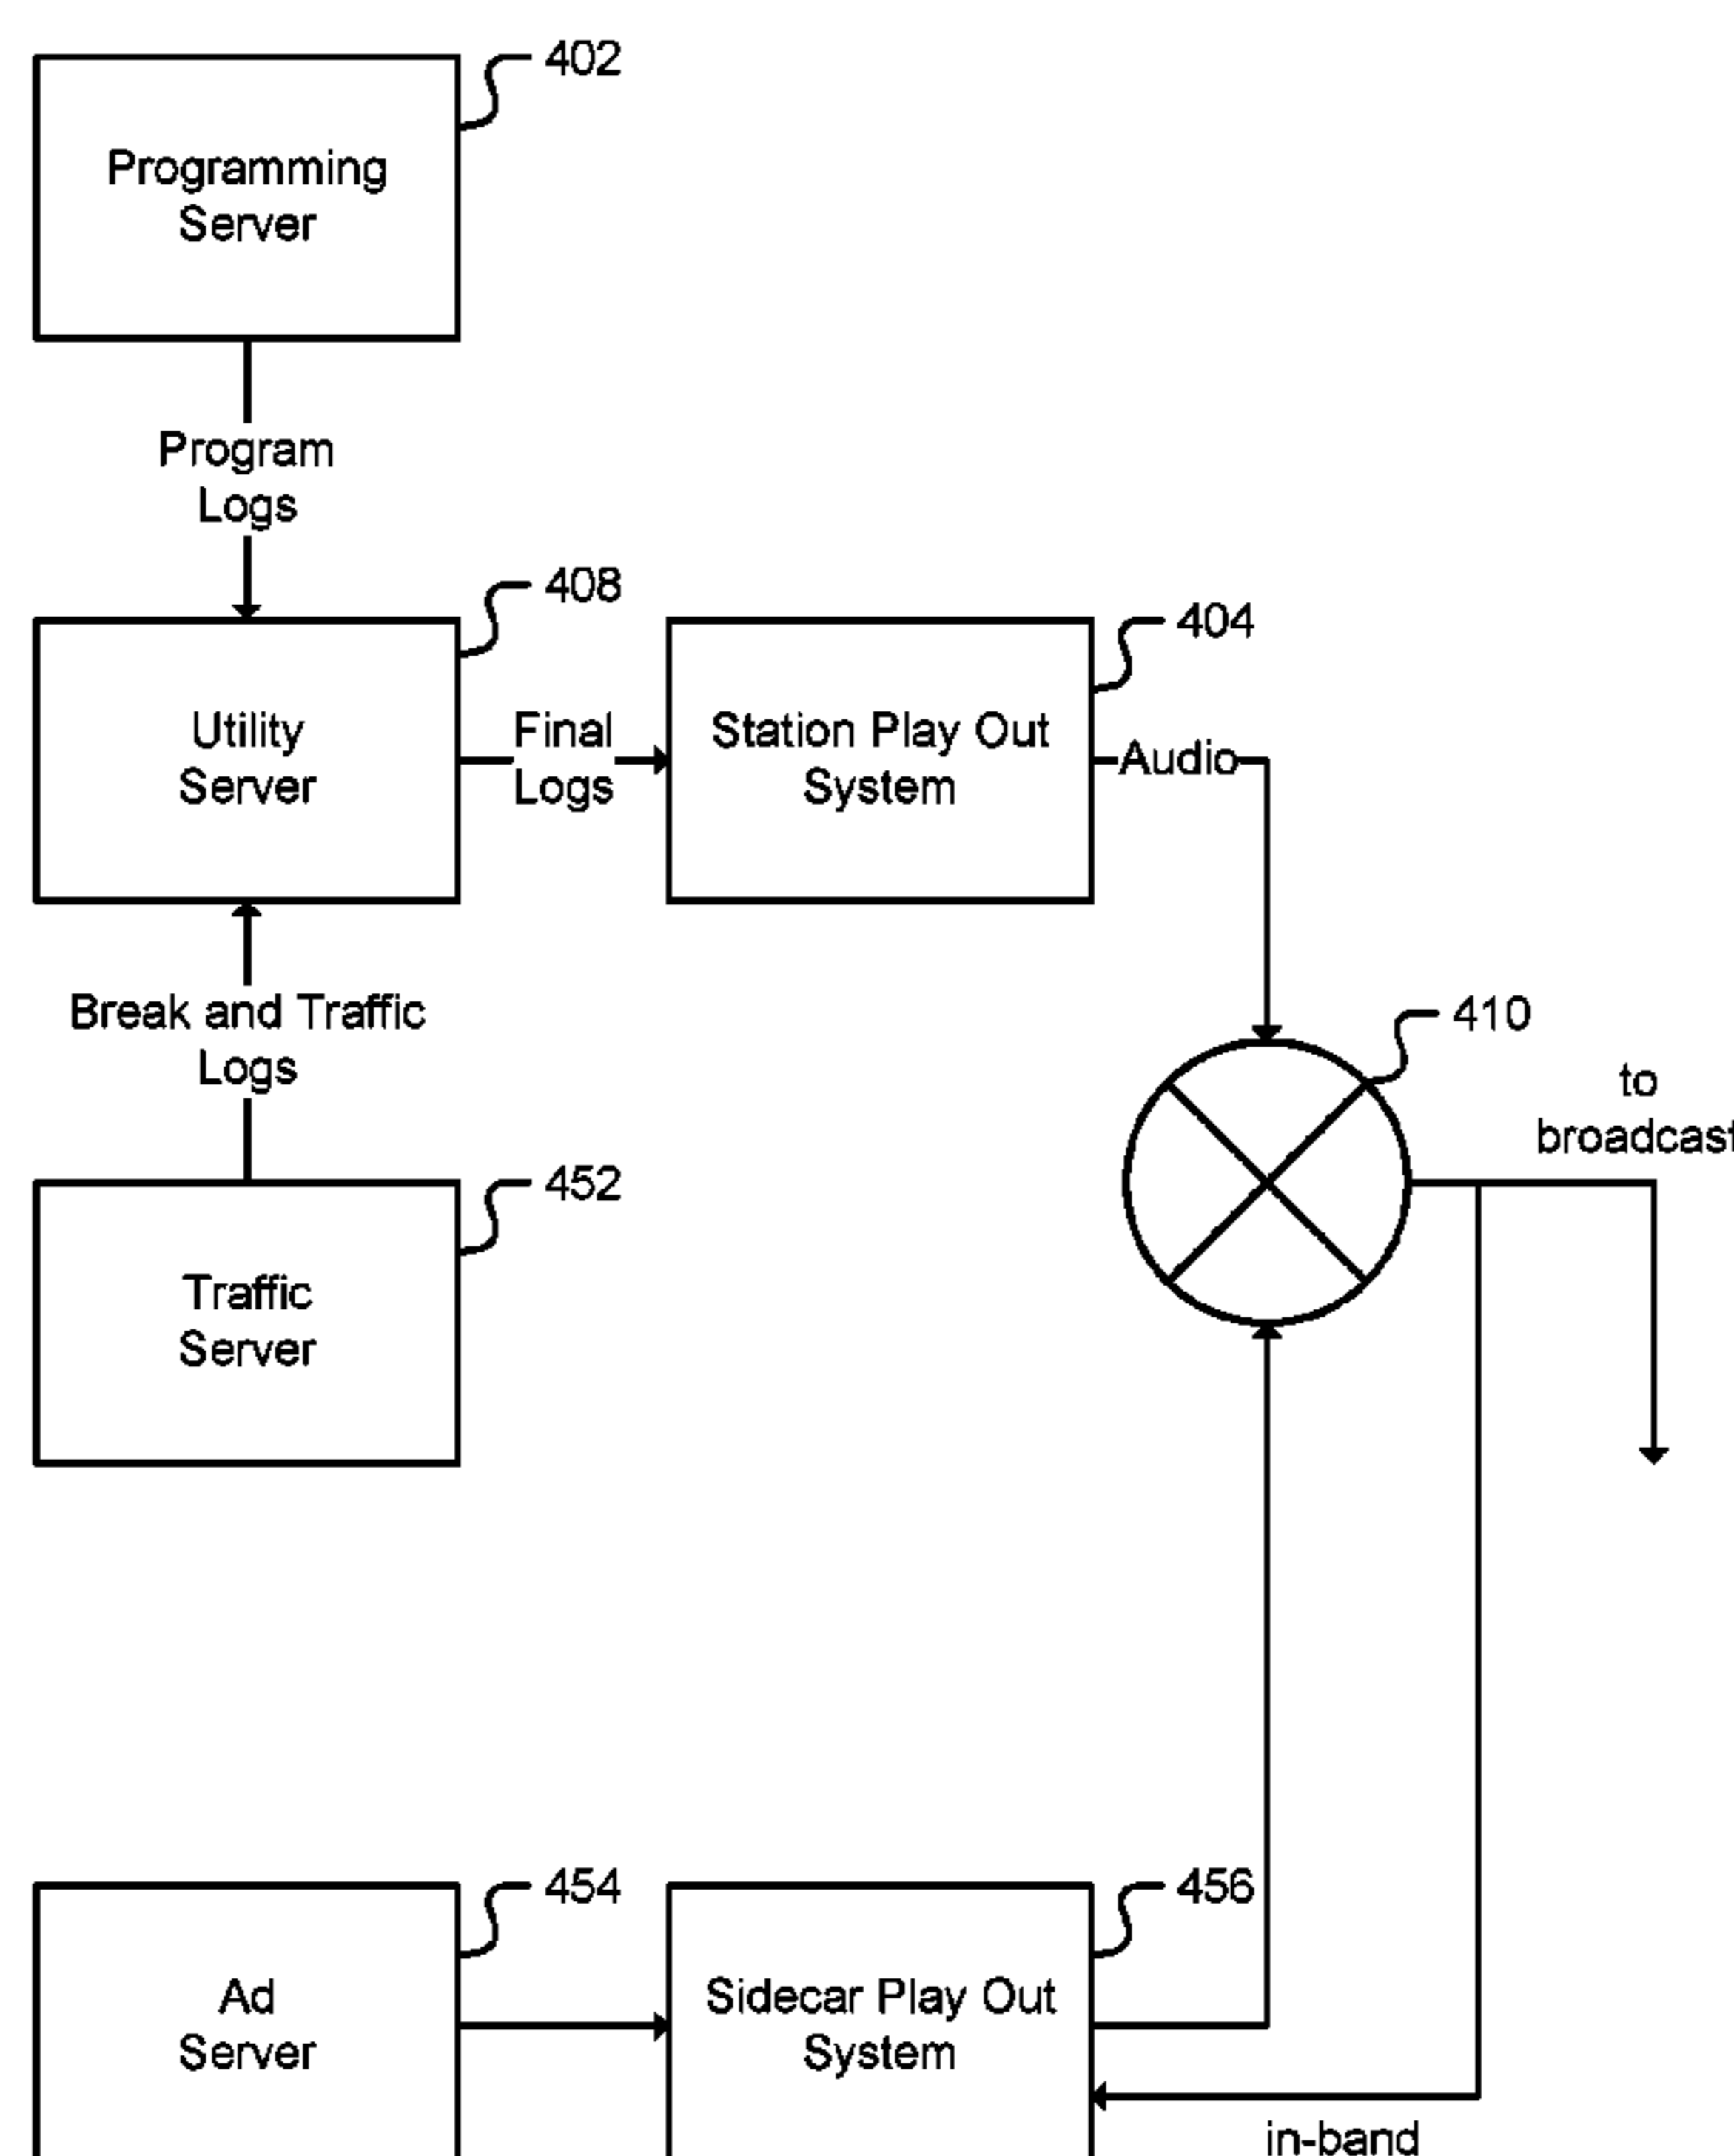 402
Programming
Server
Program
Logs
408
404
Utility
Server
Final
Logs
Station Play Out
System
Audio
Break and Traffic
Logs
410
to
broadcast
452
Traffic
Server
454
456
Ad
Server
Sidecar Play Out
System
in-band